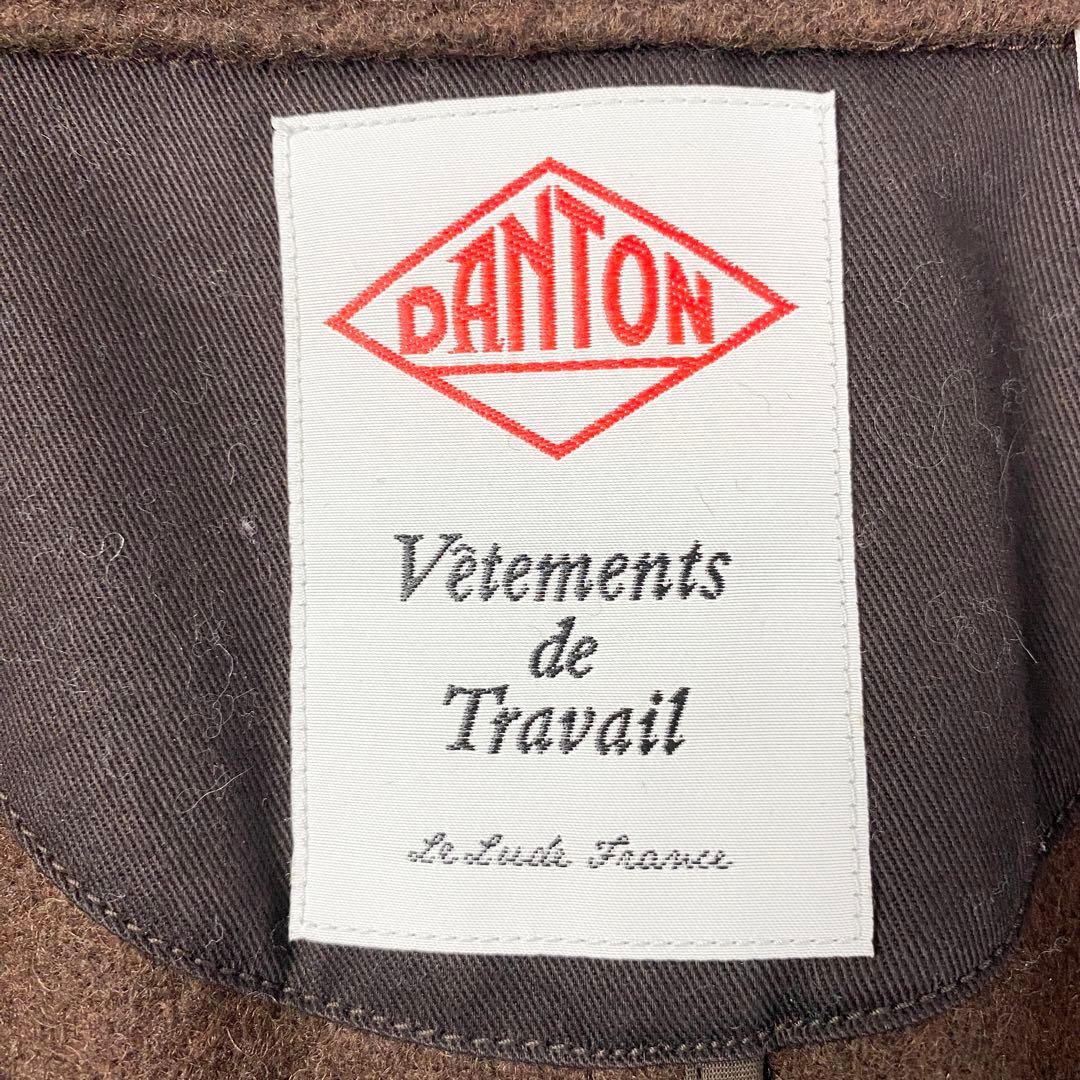 DANTON
Vêtements
de
Travail
Le Lude France